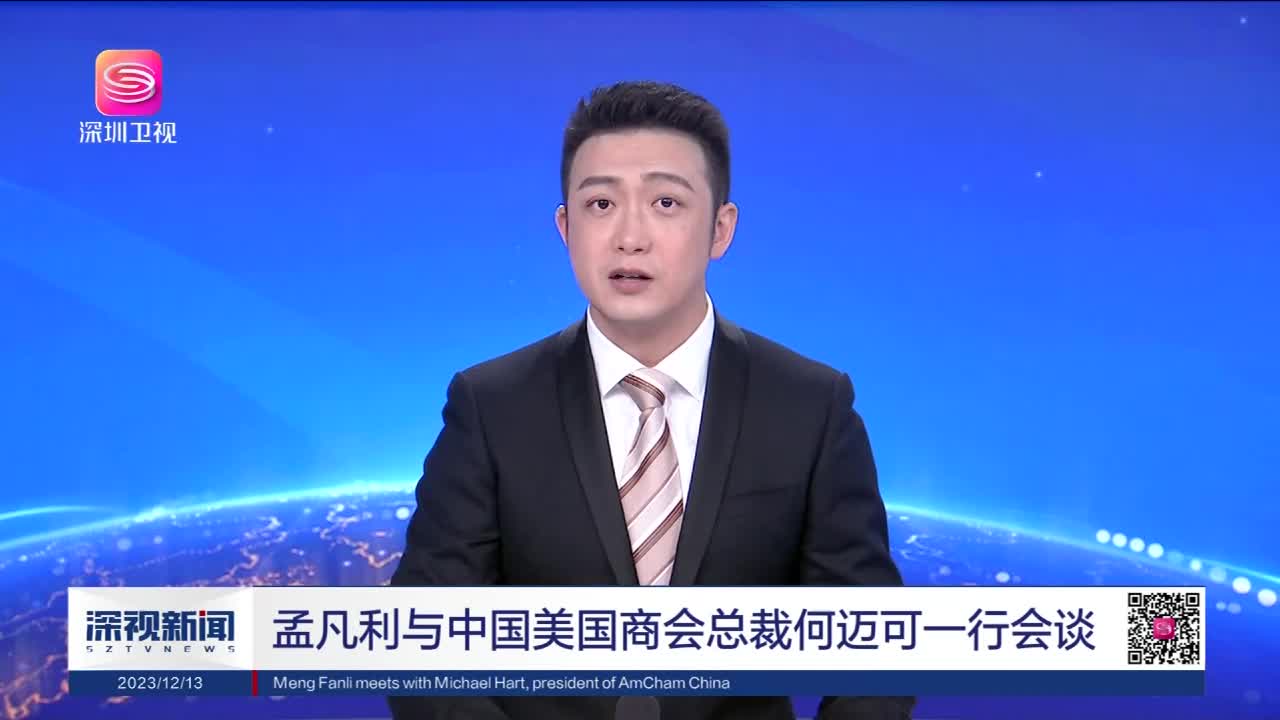 深圳卫视
深视新闻
SZTVNEWS
孟凡利与中国美国商会总裁何迈可一行会谈
2023/12/13
Meng Fanli meets with Michael Hart, president of AmCham China